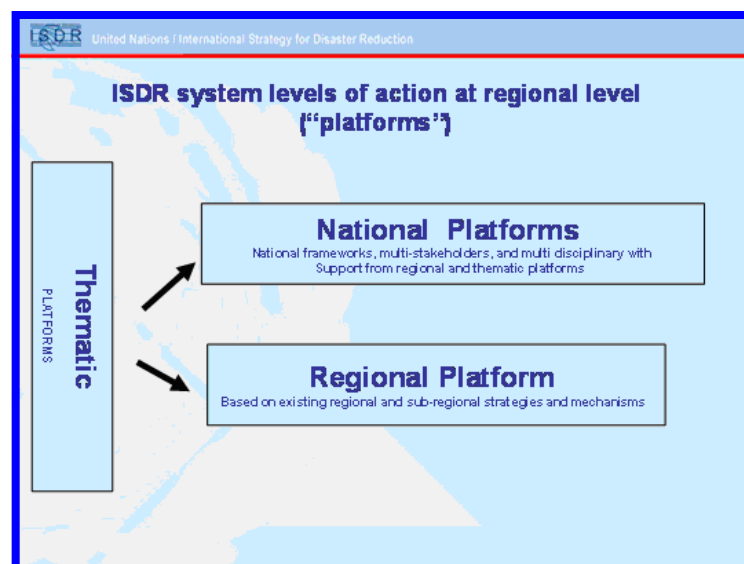 ISDR United Nations / International Strategy for Disaster Reduction
ISDR system levels of action at regional level
(“platforms”)
Thematic
PLATFORMS
National Platforms
National frameworks, multi-stakeholders, and multi disciplinary with
Support from regional and thematic platforms
Regional Platform
Based on existing regional and sub-regional strategies and mechanisms